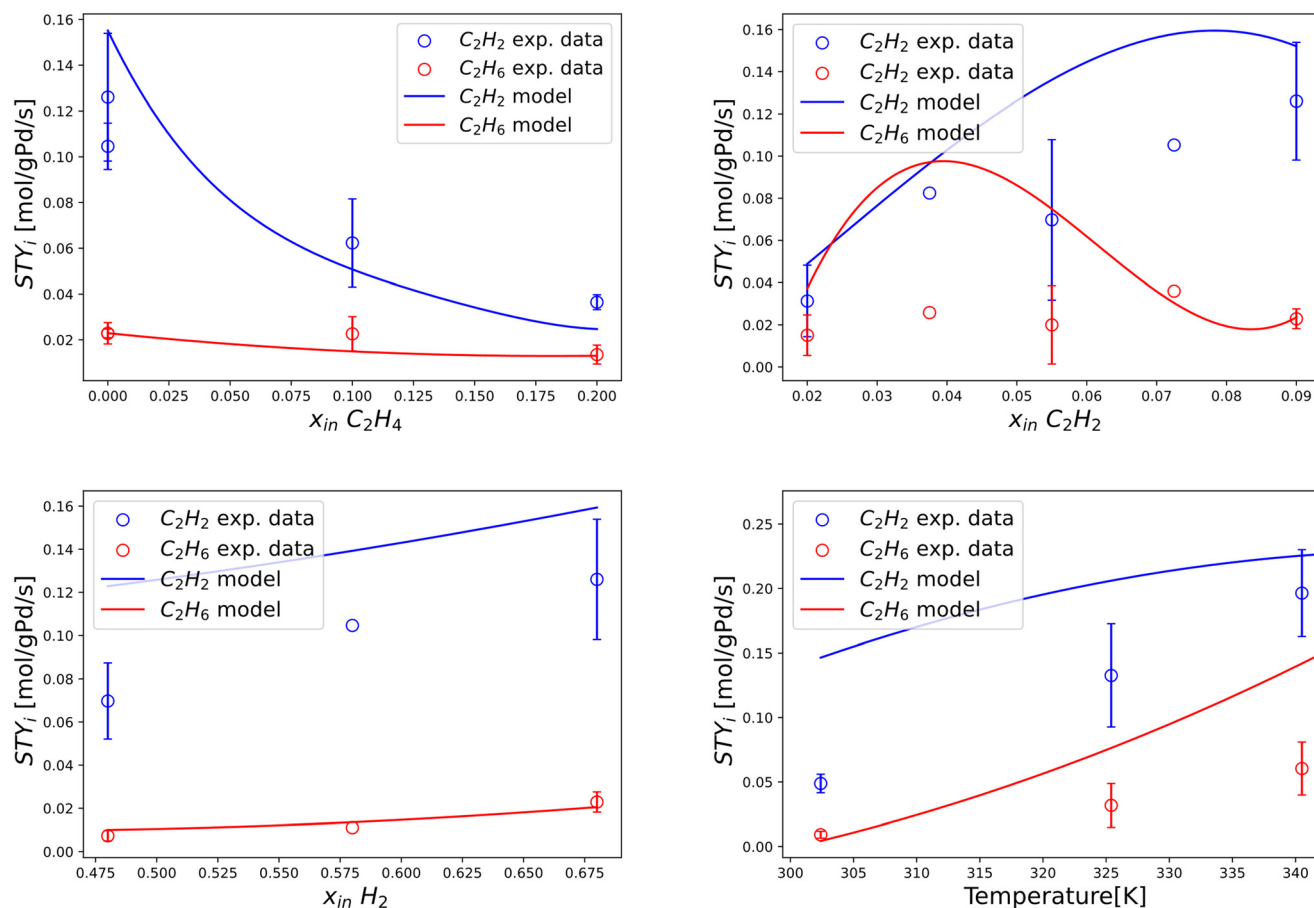 0.16
0.14
0.12
0.10
0.08
0.06
0.04
0.02
STYi [mol/gPd/s]
C2H2 exp. data
C2H6 exp. data
C2H2 model
C2H6 model
0.000 0.025 0.050 0.075 0.100 0.125 0.150 0.175 0.200
xin C2H4
0.16
0.14
0.12
0.10
0.08
0.06
0.04
0.02
0.00
STYi [mol/gPd/s]
C2H2 exp. data
C2H2 exp. data
C2H2 model
C2H6 model
0.02 0.03 0.04 0.05 0.06 0.07 0.08 0.09
xin C2H2
0.16
0.14
0.12
0.10
0.08
0.06
0.04
0.02
0.00
STYi [mol/gPd/s]
C2H2 exp. data
C2H6 exp. data
C2H2 model
C2H6 model
0.475 0.500 0.525 0.550 0.575 0.600 0.625 0.650 0.675
xin H2
0.25
0.20
0.15
0.10
0.05
0.00
STYi [mol/gPd/s]
C2H2 exp. data
C2H6 exp. data
C2H2 model
C2H6 model
300 305 310 315 320 325 330 335 340
Temperature[K]